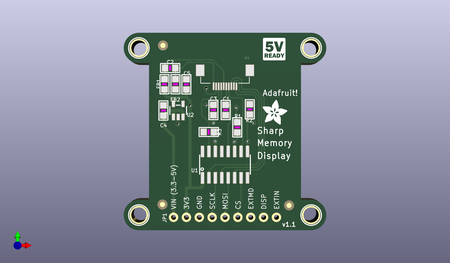 5V
READY
Adafruit!
Sharp
Memory
Display
C2
C4
U2
U1
JP1
VIN (3.3-5V)
3V3
GND
SCLK
MOSI
CS
EXTMD
DISP
EXTIN
v1.1